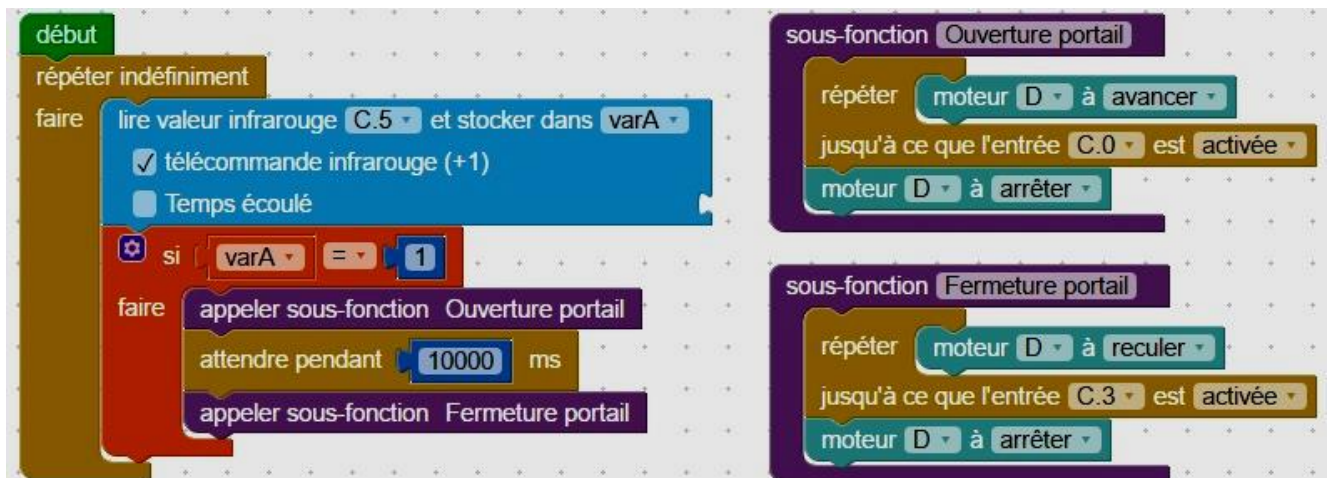 début
répéter indéfiniment
faire
lire valeur infrarouge C.5 et stocker dans varA
télécommande infrarouge (+1)
Temps écoulé
si varA = 1
faire
appeler sous-fonction Ouverture portail
attendre pendant 10000 ms
appeler sous-fonction Fermeture portail
sous-fonction Ouverture portail
répéter moteur D à avancer
jusqu'à ce que l'entrée C.0 est activée
moteur D à arrêter
sous-fonction Fermeture portail
répéter moteur D à reculer
jusqu'à ce que l'entrée C.3 est activée
moteur D à arrêter